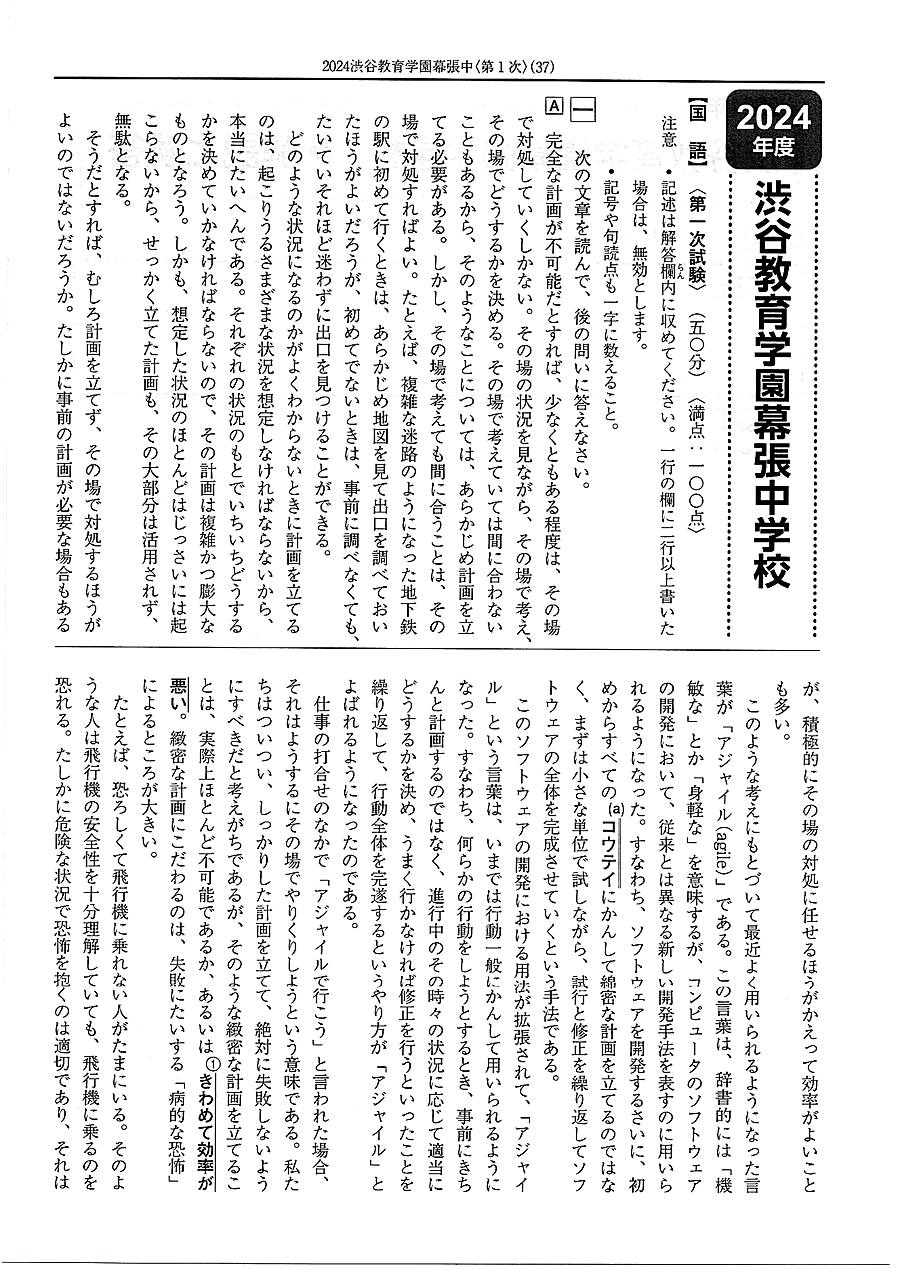 2024渋谷教育学園幕張中〈第1次〉(37)
2024年度
渋谷教育学園幕張中学校
【国語】〈第一次試験〉（五〇分）〈満点：一〇〇点〉
注意 ・記述は解答欄内に収めてください。一行の欄に二行以上書いた
らん
場合は、無効とします。
・記号や句読点も一字に数えること。
一 次の文章を読んで、後の問いに答えなさい。
A 完全な計画が不可能だとすれば、少なくともある程度は、その場
で対処していくしかない。その場の状況を見ながら、その場で考え、
その場でどうするかを決める。その場で考えていては間に合わない
こともあるから、そのようなことについては、あらかじめ計画を立
てる必要がある。しかし、その場で考えても間に合うことは、その
場で対処すればよい。たとえば、複雑な迷路のようになった地下鉄
の駅に初めて行くときは、あらかじめ地図を見て出口を調べておい
たほうがよいだろうが、初めてでないときは、事前に調べなくても、
たいていそれほど迷わずに出口を見つけることができる。
どのような状況になるのかがよくわからないときに計画を立てる
のは、起こりうるさまざまな状況を想定しなければならないから、
本当にたいへんである。それぞれの状況のもとでいちいちどうする
かを決めていかなければならないので、その計画は複雑かつ膨大な
ものとなろう。しかも、想定した状況のほとんどはじっさいには起
こらないから、せっかく立てた計画も、その大部分は活用されず、
無駄となる。
そうだとすれば、むしろ計画を立てず、その場で対処するほうが
よいのではないだろうか。たしかに事前の計画が必要な場合もある
が、積極的にその場の対処に任せるほうがかえって効率がよいこと
も多い。
このような考えにもとづいて最近よく用いられるようになった言
葉が「アジャイル(agile)」である。この言葉は、辞書的には「機
敏な」とか「身軽な」を意味するが、コンピュータのソフトウェア
の開発において、従来とは異なる新しい開発手法を表すのに用いら
れるようになった。すなわち、ソフトウェアを開発するさいに、初
めからすべての(a)コウテイにかんして綿密な計画を立てるのではな
く、まずは小さな単位で試しながら、試行と修正を繰り返してソフ
トウェアの全体を完成させていくという手法である。
このソフトウェアの開発における用法が拡張されて、「アジャイ
ル」という言葉は、いまでは行動一般にかんして用いられるように
なった。すなわち、何らかの行動をしようとするとき、事前にきち
んと計画するのではなく、進行中のその時々の状況に応じて適当に
どうするかを決め、うまく行かなければ修正を行うといったことを
繰り返して、行動全体を完遂するというやり方が「アジャイル」と
よばれるようになったのである。
仕事の打合せのなかで「アジャイルで行こう」と言われた場合、
それはようするにその場でやりくりしようという意味である。私た
ちはついつい、しっかりした計画を立てて、絶対に失敗しないよう
にすべきだと考えがちであるが、そのような緻密な計画を立てるこ
とは、実際上ほとんど不可能であるか、あるいは①きわめて効率が
悪い。緻密な計画にこだわるのは、失敗にたいする「病的な恐怖」
によるところが大きい。
たとえば、恐ろしくて飛行機に乗れない人がたまにいる。そのよ
うな人は飛行機の安全性を十分理解していても、飛行機に乗るのを
恐れる。たしかに危険な状況で恐怖を抱くのは適切であり、それは